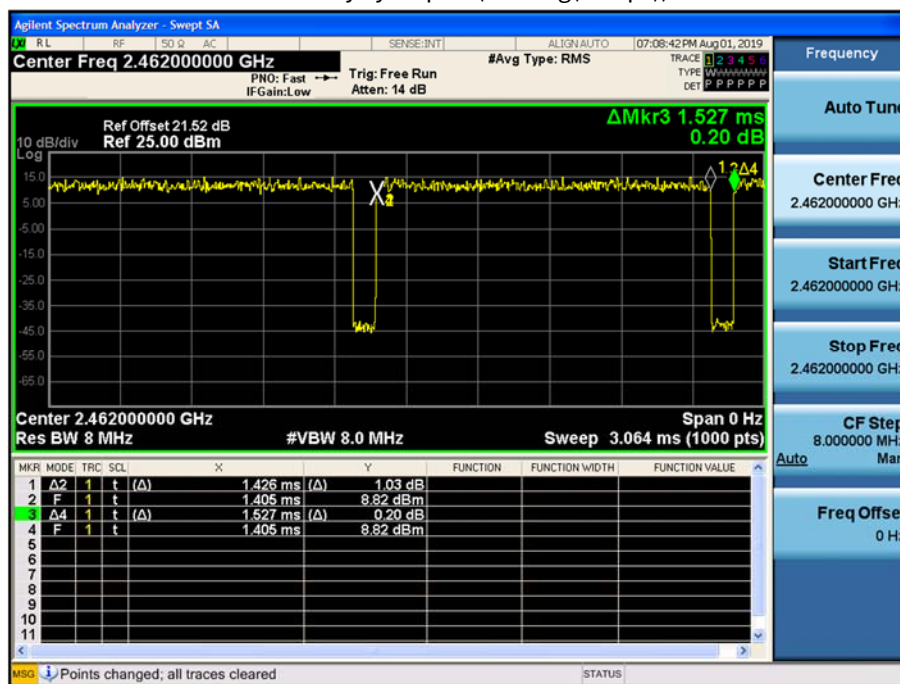 Agilent Spectrum Analyzer - Swept SA
RL RF 50 Ω AC SENSE:INT ALIGN AUTO 07:08:42 PM Aug 01, 2019
Center Freq 2.462000000 GHz
PNO: Fast
IFGain:Low
Trig: Free Run
Atten: 14 dB
#Avg Type: RMS
TRACE 1 2 3 4 5 6
TYPE WWWWWW
DET P P P P P P
ΔMkr3 1.527 ms
0.20 dB
Ref Offset 21.52 dB
10 dB/div Ref 25.00 dBm
Log
15.0
5.00
-5.00
-15.0
-25.0
-35.0
-45.0
-55.0
-65.0
Center 2.462000000 GHz Span 0 Hz
Res BW 8 MHz #VBW 8.0 MHz Sweep 3.064 ms (1000 pts)
MKR MODE TRC SCL X Y FUNCTION FUNCTION WIDTH FUNCTION VALUE
1 Δ2 1 t (Δ) 1.426 ms (Δ) 1.03 dB
2 F 1 t 1.405 ms 8.82 dBm
3 Δ4 1 t (Δ) 1.527 ms (Δ) 0.20 dB
4 F 1 t 1.405 ms 8.82 dBm
5
6
7
8
9
10
11
MSG Points changed; all traces cleared STATUS
Frequency
Auto Tune
Center Freq
2.462000000 GHz
Start Freq
2.462000000 GHz
Stop Freq
2.462000000 GHz
CF Step
8.000000 MHz
Auto Man
Freq Offset
0 Hz